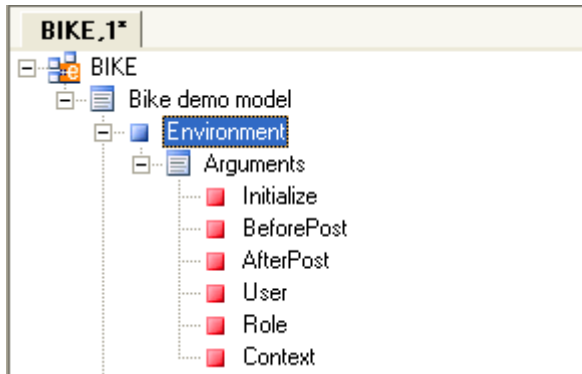 BIKE,1*
BIKE
Bike demo model
Environment
Arguments
Initialize
BeforePost
AfterPost
User
Role
Context